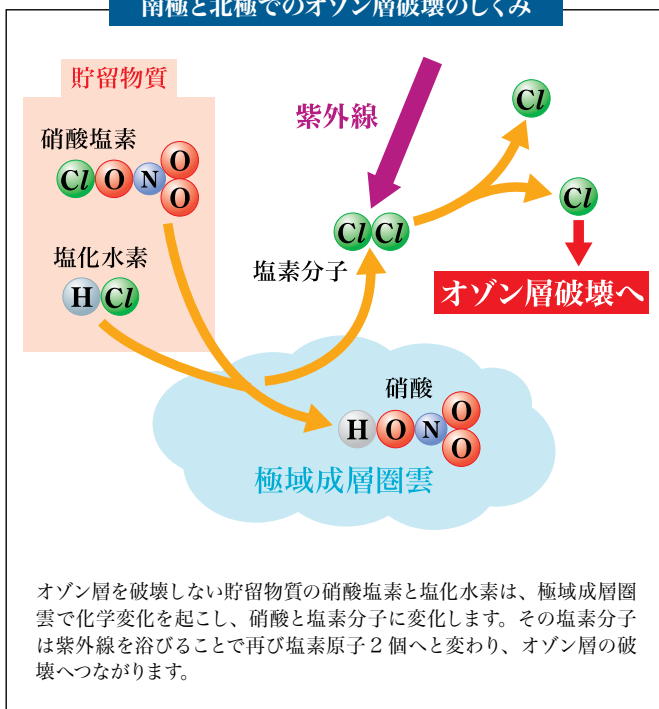 南極と北極でのオゾン層破壊のしくみ
貯留物質
硝酸塩素
Cl O N O O
塩化水素
H Cl
紫外線
Cl Cl
塩素分子
Cl
Cl
オゾン層破壊へ
硝酸
H O N O O
極域成層圏雲
オゾン層を破壊しない貯留物質の硝酸塩素と塩化水素は、極域成層圏
雲で化学変化を起こし、硝酸と塩素分子に変化します。その塩素分子
は紫外線を浴びることで再び塩素原子2個へと変わり、オゾン層の破
壊へつながります。